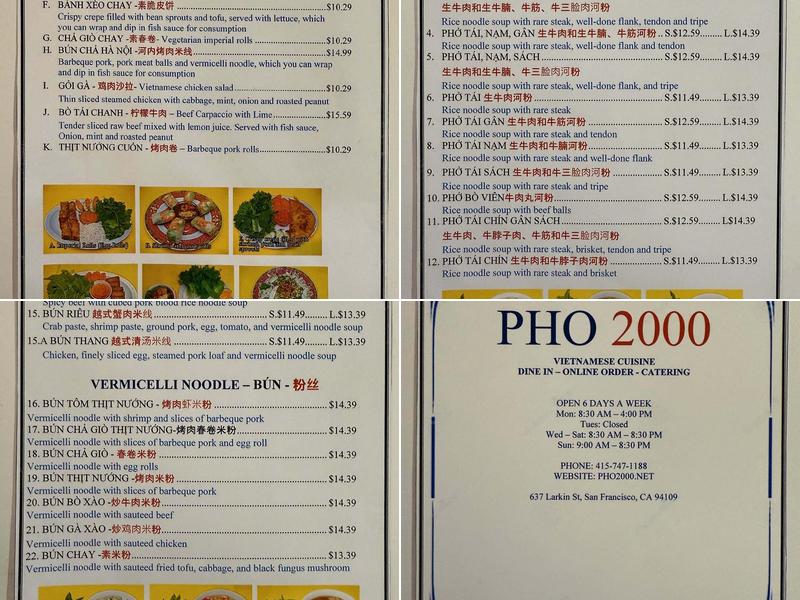 F. BÁNH XÈO CHAY -素脆皮饼 $10.29
Crispy crepe filled with bean sprouts and tofu, served with lettuce, which
you can wrap and dip in fish sauce for consumption
G. CHẢ GIÒ CHAY -素春卷- Vegetarian imperial rolls $10.29
H. BÚN CHẢ HÀ NỘI -河内烤肉米线 $14.99
Barbeque pork, pork meat balls and vermicelli noodle, which you can wrap
and dip in fish sauce for consumption
I. GỎI GÀ - 鸡肉沙拉- Vietnamese chicken salad $10.29
Thin sliced steamed chicken with cabbage, mint, onion and roasted peanut
J. BÒ TÁI CHANH - 柠檬牛肉 – Beef Carpaccio with Lime $15.59
Tender sliced raw beef mixed with lemon juice. Served with fish sauce,
Onion, mint and roasted peanut
K. THỊT NƯỚNG CUỐN - 烤肉卷 – Barbeque pork rolls $10.29
A. Imperial Rolls (Egg Rolls)
生牛肉和生牛腩、牛筋、牛三脸肉河粉
Rice noodle soup with rare steak, well-done flank, tendon and tripe
4. PHỞ TÁI, NẠM, GÂN 生牛肉和生牛腩、牛筋肉河粉 .. S.$12.59 ... L.$14.39
Rice noodle soup with rare steak, well-done flank and tendon
5. PHỞ TÁI, NẠM, SÁCH S.$12.59 L.$14.39
生牛肉和生牛腩、牛三脸肉河粉
Rice noodle soup with rare steak, well-done flank, and tripe
6. PHỞ TÁI 生牛肉河粉 S.$11.49 L.$13.39
Rice noodle soup with rare steak
7. PHỞ TÁI GÂN 生牛肉和牛筋河粉 S.$12.59 L.$14.39
Rice noodle soup with rare steak and tendon
8. PHỞ TÁI NẠM 生牛肉和牛腩河粉 S.$11.49 L.$13.39
Rice noodle soup with rare steak and well-done flank
9. PHỞ TÁI SÁCH 生牛肉和牛三脸肉河粉 S.$11.49 L.$13.39
Rice noodle soup with rare steak and tripe
10. PHỞ BÒ VIÊN牛肉丸河粉 S.$12.59 L.$14.39
Rice noodle soup with beef balls
11. PHỞ TÁI CHÍN GÂN SÁCH S.$12.59 L$14.39
生牛肉、牛脖子肉、牛筋和牛三脸肉河粉
Rice noodle soup with rare steak, brisket, tendon and tripe
12. PHỞ TÁI CHÍN 生牛肉和牛脖子肉河粉 S.$11.49 L.$13.39
Rice noodle soup with rare steak and brisket
Spicy beef with cubed pork blood rice noodle soup
15. BÚN RIÊU 越式蟹肉米线 S.$11.49 L.$13.39
Crab paste, shrimp paste, ground pork, egg, tomato, and vermicelli noodle soup
15.A BÚN THANG 越式清汤米线 S.$11.49 L.$13.39
Chicken, finely sliced egg, steamed pork loaf and vermicelli noodle soup
VERMICELLI NOODLE – BÚN - 粉丝
16. BÚN TÔM THỊT NƯỚNG - 烤肉虾米粉 $14.39
Vermicelli noodle with shrimp and slices of barbeque pork
17. BÚN CHẢ GIÒ THỊT NƯỚNG-烤肉春卷米粉 $14.39
Vermicelli noodle with slices of barbeque pork and egg roll
18. BÚN CHẢ GIÒ - 春卷米粉 $14.39
Vermicelli noodle with egg rolls
19. BÚN THỊT NƯỚNG -烤肉米粉 $14.39
Vermicelli noodle with slices of barbeque pork
20. BÚN BÒ XÀO -炒牛肉米粉 $14.39
Vermicelli noodle with sauteed beef
21. BÚN GÀ XÀO -炒鸡肉米粉 $14.39
Vermicelli noodle with sauteed chicken
22. BÚN CHAY -素米粉 $13.39
Vermicelli noodle with sauteed fried tofu, cabbage, and black fungus mushroom
PHO 2000
VIETNAMESE CUISINE
DINE IN – ONLINE ORDER - CATERING
OPEN 6 DAYS A WEEK
Mon: 8:30 AM – 4:00 PM
Tues: Closed
Wed – Sat: 8:30 AM – 8:30 PM
Sun: 9:00 AM – 8:30 PM
PHONE: 415-747-1188
WEBSITE: PHO2000.NET
637 Larkin St, San Francisco, CA 94109